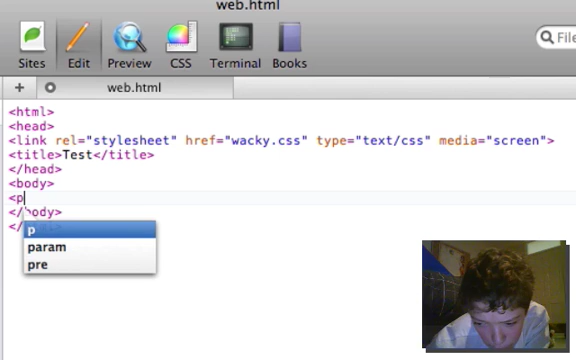 web.html
Sites Edit Preview CSS Terminal Books
File
+ web.html
<html>
<head>
<link rel="stylesheet" href="wacky.css" type="text/css" media="screen">
<title>Test</title>
</head>
<body>
<p
</body>
</
p
param
pre